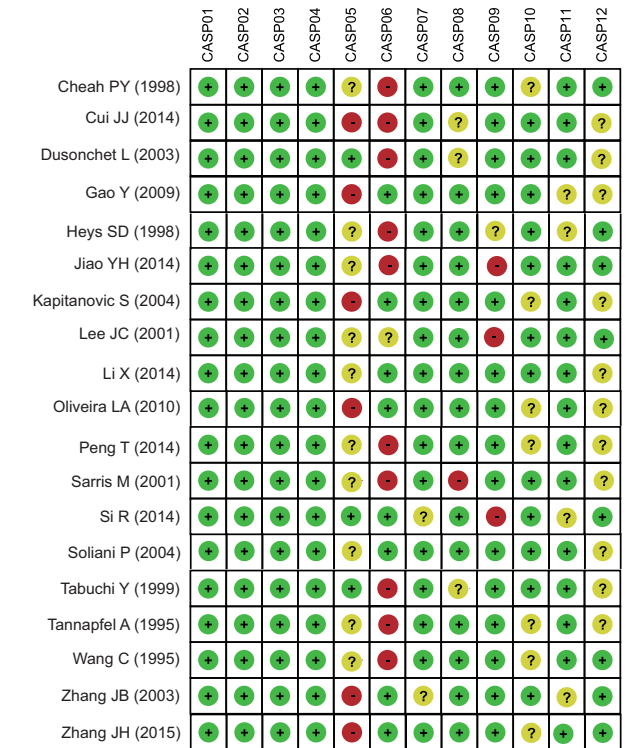 CASP01 CASP02 CASP03 CASP04 CASP05 CASP06 CASP07 CASP08 CASP09 CASP10 CASP11 CASP12
Cheah PY (1998) + + + + ? - + + + ? + +
Cui JJ (2014) + + + + - - + ? + + + ?
Dusonchet L (2003) + + + + + - + ? + + + ?
Gao Y (2009) + + + + - + + + + + ? ?
Heys SD (1998) + + + + ? - + + ? + ? +
Jiao YH (2014) + + + + ? - + + - + + +
Kapitanovic S (2004) + + + + - + + + + ? + ?
Lee JC (2001) + + + + ? ? + + - + + +
Li X (2014) + + + + ? + + + + + + ?
Oliveira LA (2010) + + + + - + + + + ? + ?
Peng T (2014) + + + + ? - + + + ? + ?
Sarris M (2001) + + + + ? - + - + + + ?
Si R (2014) + + + + + + ? + - + ? +
Soliani P (2004) + + + + ? + + + + + + ?
Tabuchi Y (1999) + + + + + - + ? + + + ?
Tannapfel A (1995) + + + + ? - + + + ? + ?
Wang C (1995) + + + + ? - + + + ? + +
Zhang JB (2003) + + + + - + ? + + + ? +
Zhang JH (2015) + + + + - + + + + ? + +